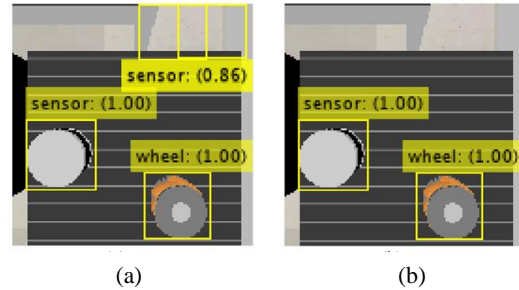 sensor: (0.86)
sensor: (1.00)
wheel: (1.00)
sensor: (1.00)
wheel: (1.00)
(a)
(b)